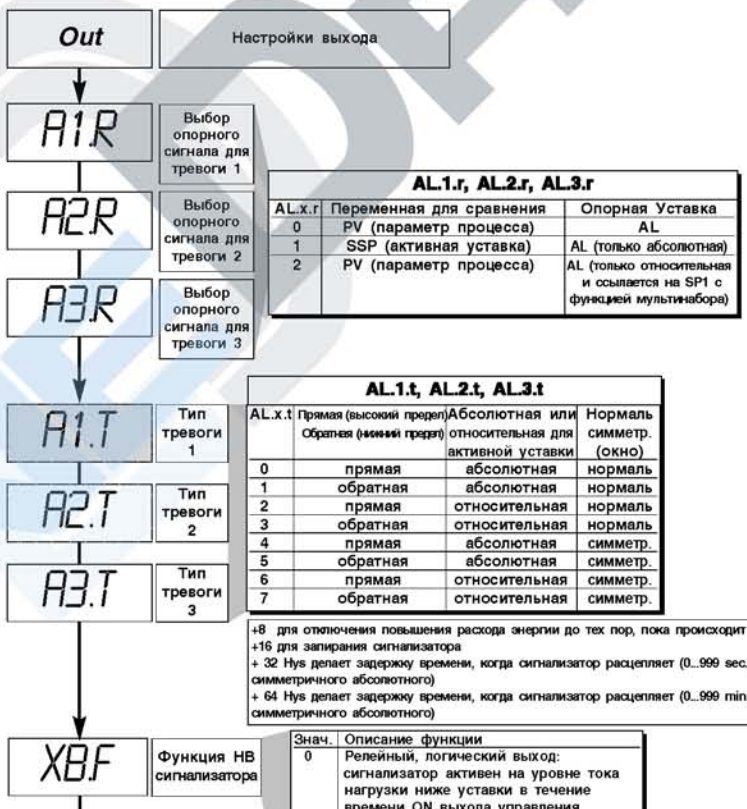 Out
Настройки выхода
A1.R
Выбор
опорного
сигнала для
тревоги 1
A2.R
Выбор
опорного
сигнала для
тревоги 2
A3.R
Выбор
опорного
сигнала для
тревоги 3
AL.1.r, AL.2.r, AL.3.r
AL.x.r Переменная для сравнения Опорная Уставка
0 PV (параметр процесса) AL
1 SSP (активная уставка) AL (только абсолютная)
2 PV (параметр процесса) AL (только относительная
и ссылается на SP1 с
функцией мультинабора)
A1.T
Тип
тревоги
1
A2.T
Тип
тревоги
2
A3.T
Тип
тревоги
3
AL.1.t, AL.2.t, AL.3.t
AL.x.t Прямая (высокий предел) Абсолютная или Нормаль
Обратная (нижний предел) относительная для симметр.
активной уставки (окно)
0 прямая абсолютная нормаль
1 обратная абсолютная нормаль
2 прямая относительная нормаль
3 обратная относительная нормаль
4 прямая абсолютная симметр.
5 обратная абсолютная симметр.
6 прямая относительная симметр.
7 обратная относительная симметр.
+8 для отключения повышения расхода энергии до тех пор, пока происходит
+16 для запирания сигнализатора
+ 32 Hys делает задержку времени, когда сигнализатор расцепляет (0...999 sec.
симметричного абсолютного)
+ 64 Hys делает задержку времени, когда сигнализатор расцепляет (0...999 min
симметричного абсолютного)
Функция HB
сигнализатора
Знач. Описание функции
0 Релейный, логический выход:
сигнализатор активен на уровне тока
нагрузки ниже уставки в течение
времени ON выхода управления